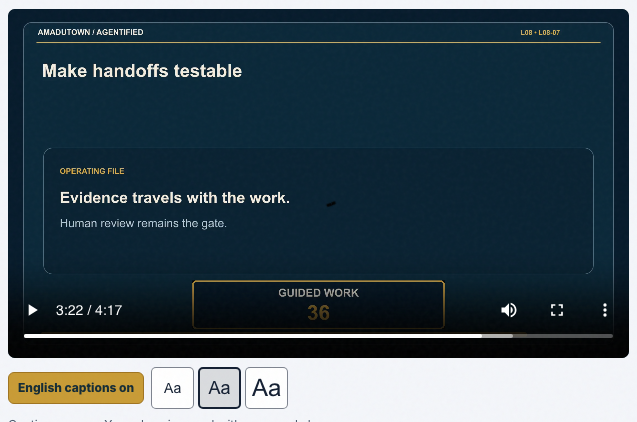 AMADUTOWN / AGENTIFIED
L08 • L08-07
Make handoffs testable
OPERATING FILE
Evidence travels with the work.
Human review remains the gate.
GUIDED WORK
36
3:22 / 4:17
English captions on
Aa
Aa
Aa